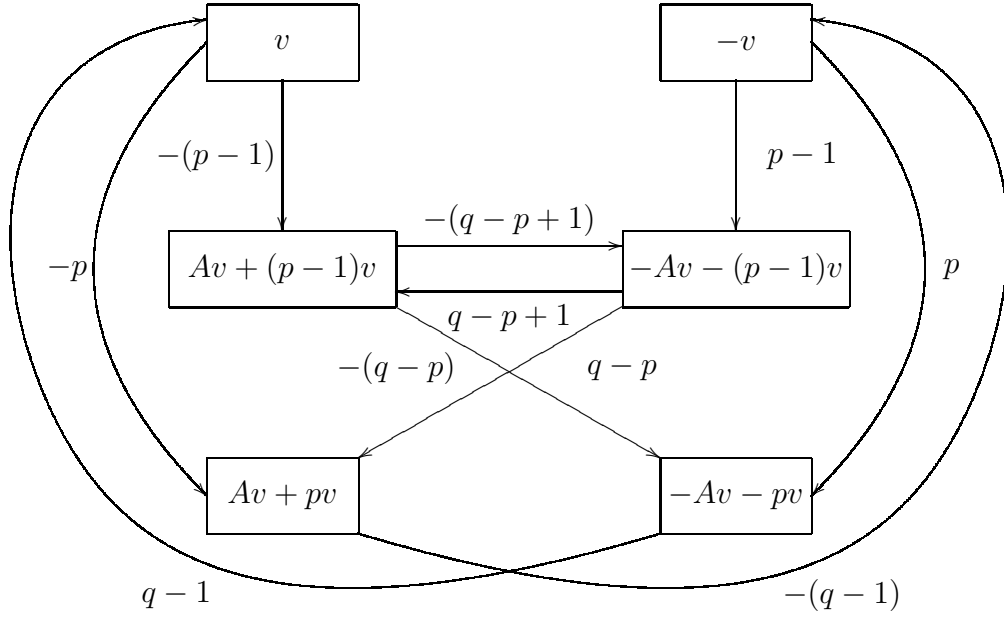 $v$
$-v$
$-(p-1)$
$p-1$
$-(q-p+1)$
$-p$
$Av+(p-1)v$
$-Av-(p-1)v$
$p$
$q-p+1$
$-(q-p)$
$q-p$
$Av+pv$
$-Av-pv$
$q-1$
$-(q-1)$